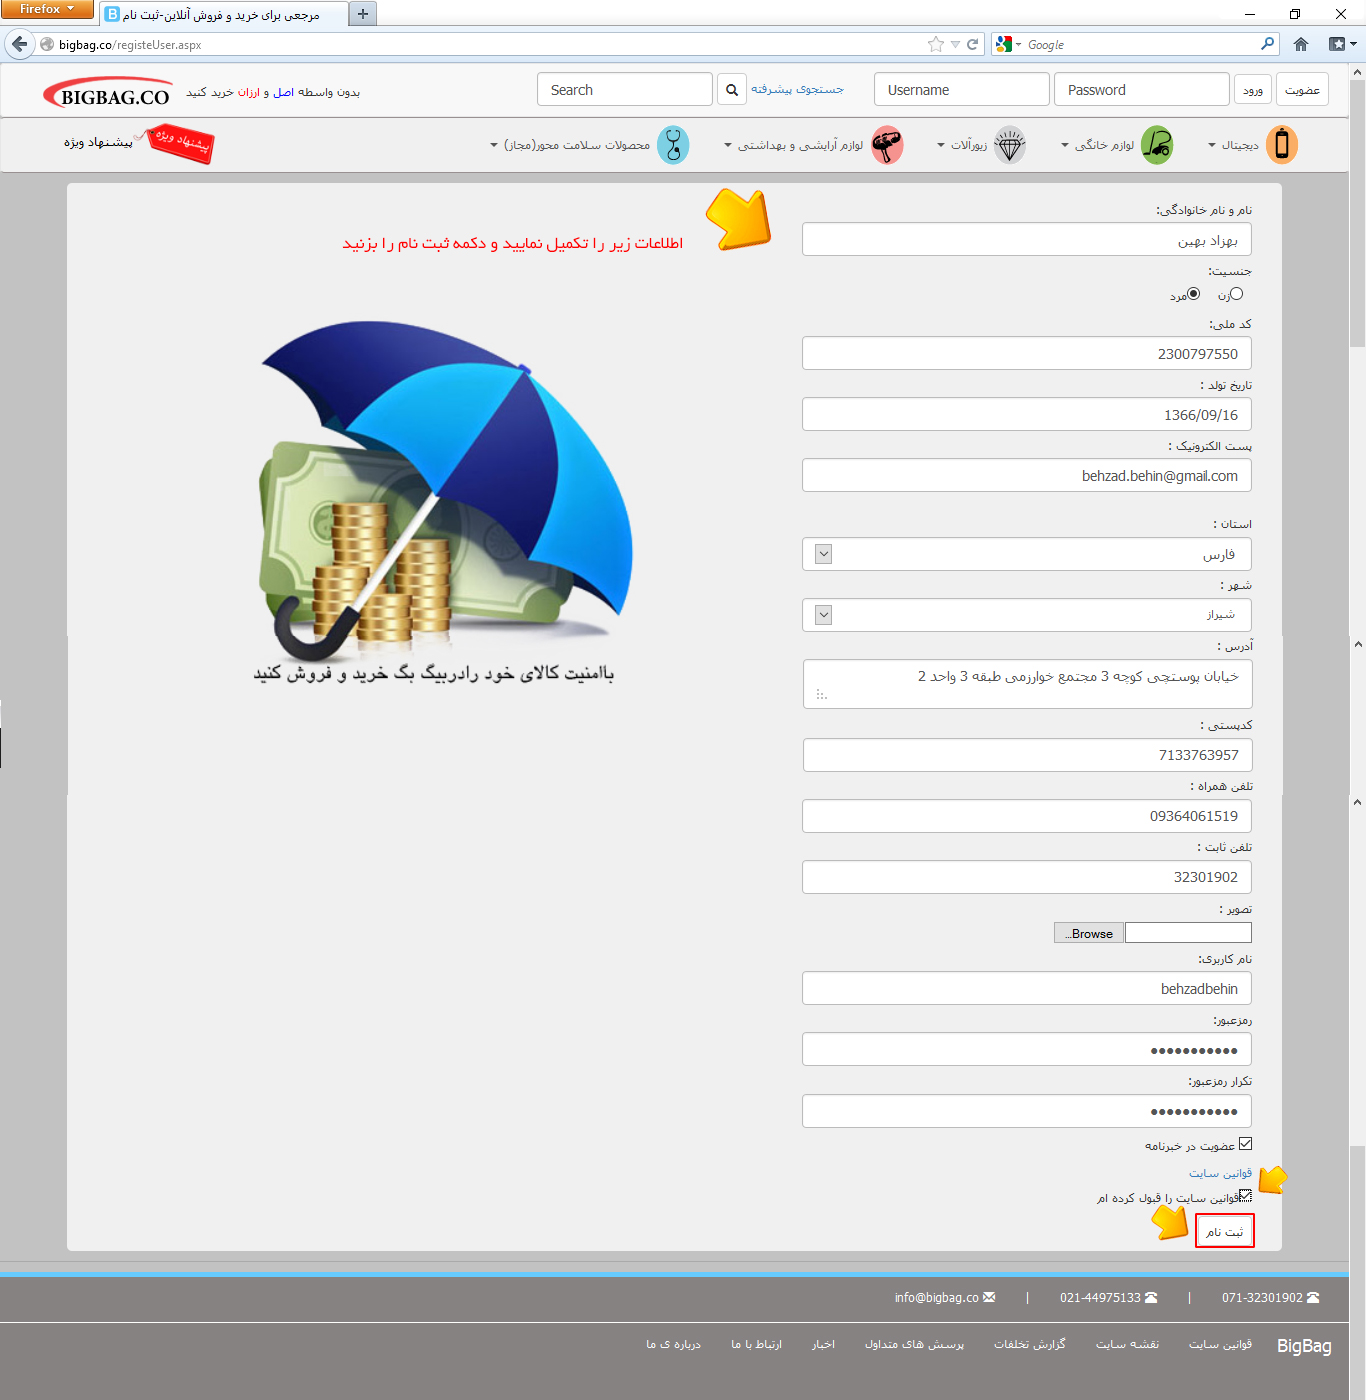 Firefox
مرجعی برای خرید و فروش آنلاین-ثبت نام
bigbag.co/registeUser.aspx
Google
BIGBAG.CO
بدون واسطه اصل و ارزان خرید کنید
Search
جستجوی پیشرفته
Username
Password
ورود
عضویت
دیجیتال
لوازم خانگی
زیورآلات
لوازم آرایشی و بهداشتی
محصولات سلامت محور(مجاز)
پیشنهاد ویژه
پیشنهاد ویژه
اطلاعات زیر را تکمیل نمایید و دکمه ثبت نام را بزنید
نام و نام خانوادگی:
بهزاد بهین
جنسیت:
زن
مرد
کد ملی:
2300797550
تاریخ تولد :
1366/09/16
پست الکترونیک :
behzad.behin@gmail.com
استان :
فارس
شهر :
شیراز
آدرس :
خیابان پوستچی کوچه 3 مجتمع خوارزمی طبقه 3 واحد 2
باامنیت کالای خود رادربیگ بگ خرید و فروش کنید
کدپستی :
7133763957
تلفن همراه :
09364061519
تلفن ثابت :
32301902
تصویر :
Browse...
نام کاربری:
behzadbehin
رمزعبور:
●●●●●●●●●●●
تکرار رمزعبور:
●●●●●●●●●●●
عضویت در خبرنامه
قوانین سایت
قوانین سایت را قبول کرده ام
ثبت نام
071-32301902
|
021-44975133
|
info@bigbag.co
BigBag
قوانین سایت
نقشه سایت
گزارش تخلفات
پرسش های متداول
اخبار
ارتباط با ما
درباره ی ما